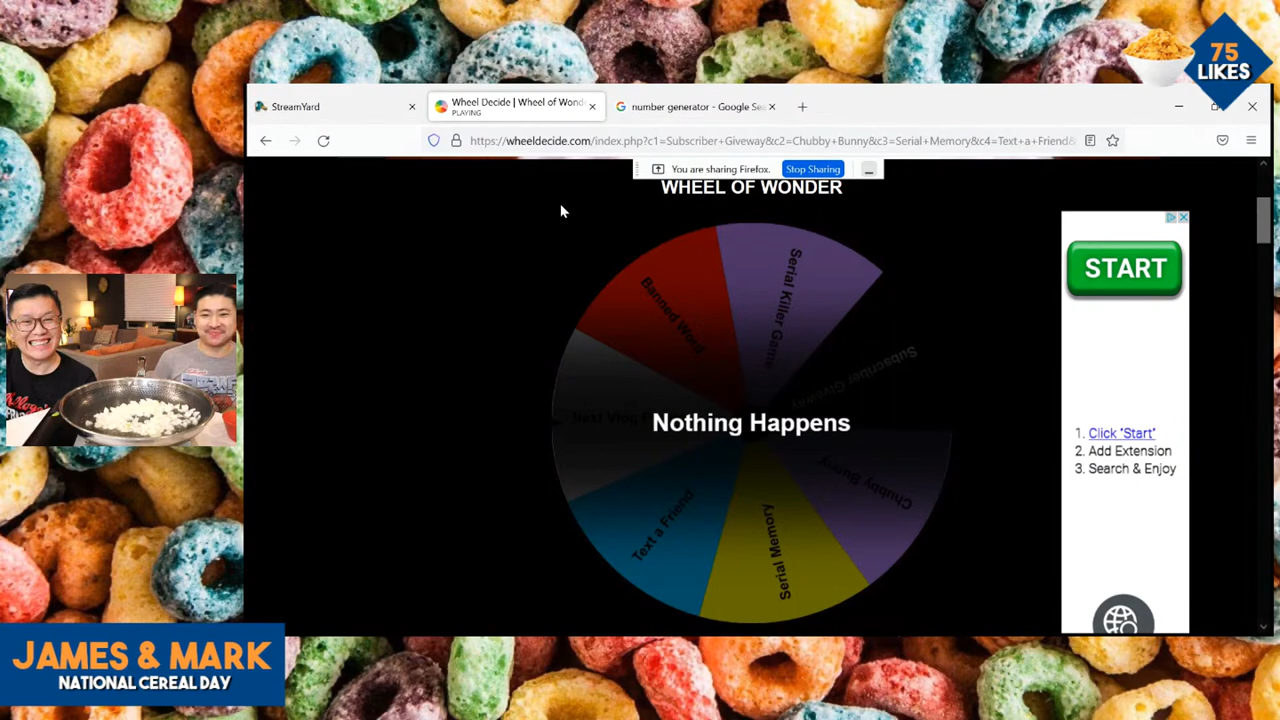 75
LIKES
StreamYard
Wheel Decide | Wheel of Wond
PLAYING
number generator - Google Sea
https://wheeldecide.com/index.php?c1=Subscriber+Giveway&c2=Chubby+Bunny&c3=Serial+Memory&c4=Text+a+Friend&
You are sharing Firefox.
Stop Sharing
WHEEL OF WONDER
Serial Killer Game
Banned Word
Subscriber Giveway
Nothing Happens
Chubby Bunny
Text a Friend
Serial Memory
START
1. Click "Start"
2. Add Extension
3. Search & Enjoy
JAMES & MARK
NATIONAL CEREAL DAY